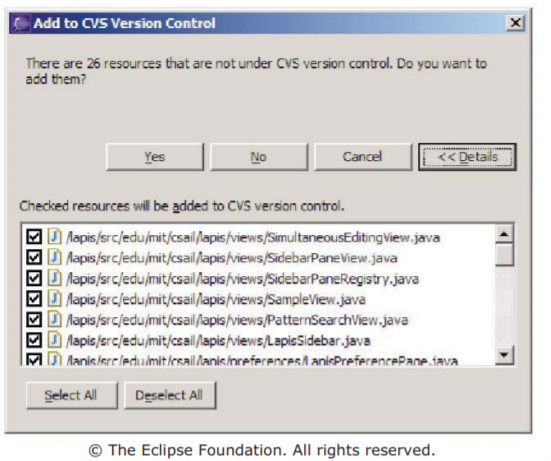 Add to CVS Version Control
There are 26 resources that are not under CVS version control. Do you want to
add them?
Yes
No
Cancel
<< Details
Checked resources will be added to CVS version control.
/lapis/src/edu/mit/csail/lapis/views/SimultaneousEditingView.java
/lapis/src/edu/mit/csail/lapis/views/SidebarPaneView.java
/lapis/src/edu/mit/csail/lapis/views/SidebarPaneRegistry.java
/lapis/src/edu/mit/csail/lapis/views/SampleView.java
/lapis/src/edu/mit/csail/lapis/views/PatternSearchView.java
/lapis/src/edu/mit/csail/lapis/views/LapisSidebar.java
/lapis/src/edu/mit/csail/lapis/preferences/LapisPreferencePage.java
Select All
Deselect All
© The Eclipse Foundation. All rights reserved.